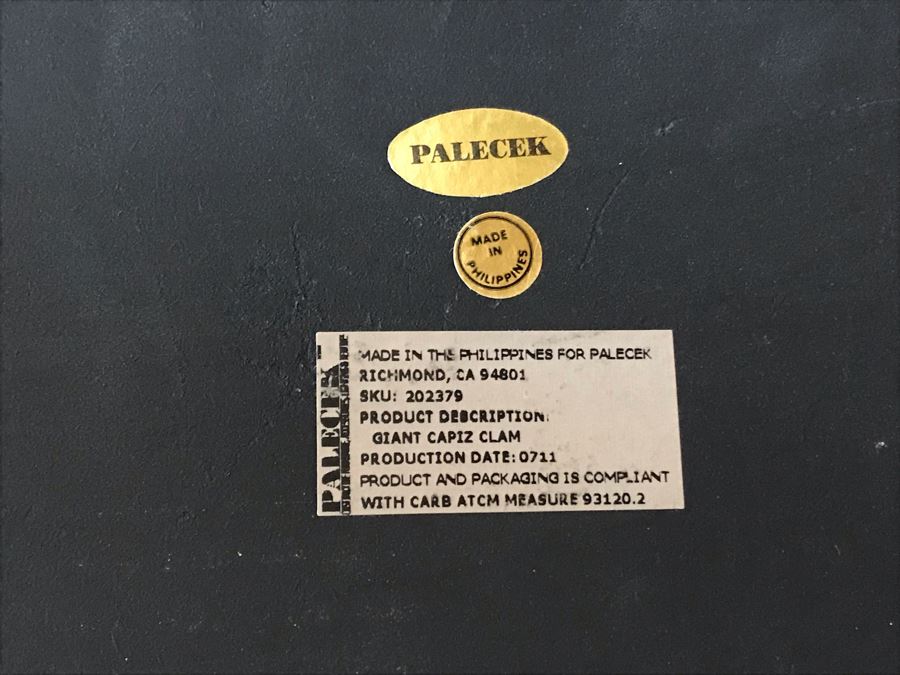 PALECEK
MADE
IN
PHILIPPINES
PALECEK
MADE IN THE PHILIPPINES FOR PALECEK
RICHMOND, CA 94801
SKU: 202379
PRODUCT DESCRIPTION:
GIANT CAPIZ CLAM
PRODUCTION DATE: 0711
PRODUCT AND PACKAGING IS COMPLIANT
WITH CARB ATCM MEASURE 93120.2